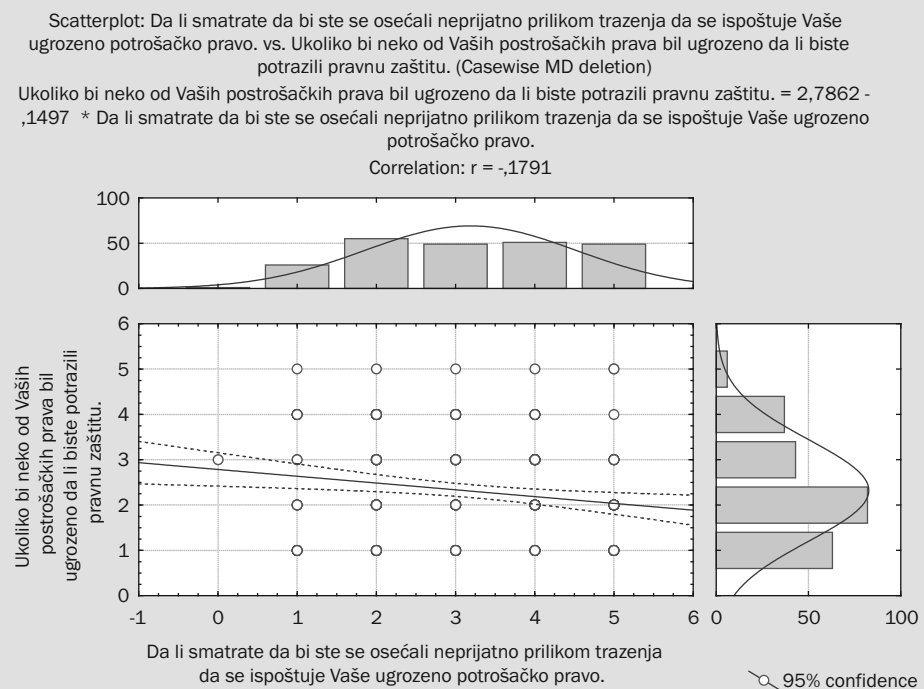 Scatterplot: Da li smatrate da bi ste se osećali neprijatno prilikom trazenja da se ispoštuje Vaše
ugrozeno potrošačko pravo. vs. Ukoliko bi neko od Vaših postrošačkih prava bil ugrozeno da li biste
potrazili pravnu zaštitu. (Casewise MD deletion)
Ukoliko bi neko od Vaših postrošačkih prava bil ugrozeno da li biste potrazili pravnu zaštitu. = 2,7862 -
,1497 * Da li smatrate da bi ste se osećali neprijatno prilikom trazenja da se ispoštuje Vaše ugrozeno
potrošačko pravo.
Correlation: r = -,1791
100
50
0
6
5
4
3
2
1
0
Ukoliko bi neko od Vaših
postrošačkih prava bil
ugrozeno da li biste potrazili
pravnu zaštitu.
-1 0 1 2 3 4 5 6
0 50 100
Da li smatrate da bi ste se osećali neprijatno prilikom trazenja
da se ispoštuje Vaše ugrozeno potrošačko pravo.
95% confidence